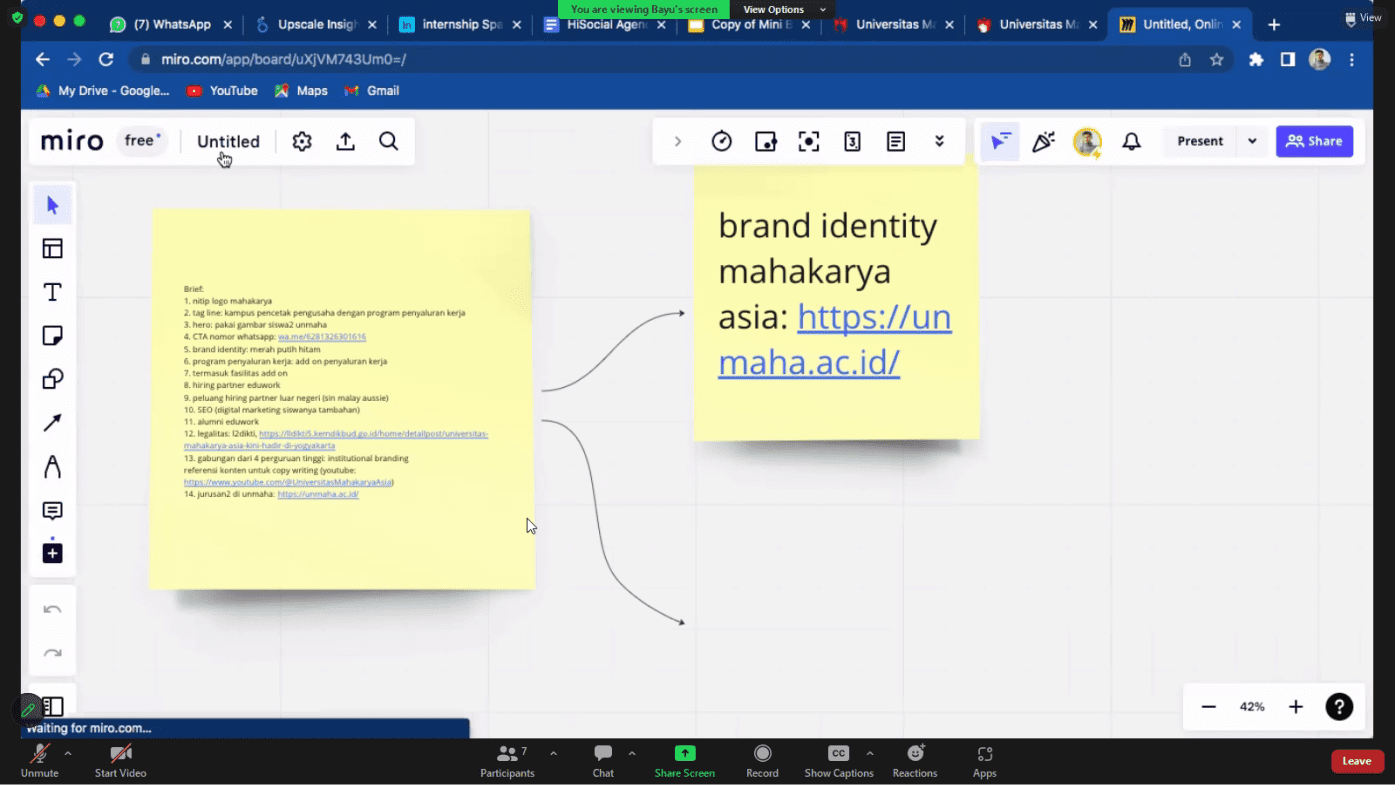 You are viewing Bayu's screen
View Options
View
(7) WhatsApp
Upscale Insigh
internship Spa
HiSocial Agen
Copy of Mini B
Universitas Ma
Universitas Ma
Untitled, Onlin
miro.com/app/board/uXjVM743Um0=/
My Drive - Google...
YouTube
Maps
Gmail
miro
free
Untitled
Present
Share
Brief:
1. nitip logo mahakarya
2. tag line: kampus pencetak pengusaha dengan program penyaluran kerja
3. hero: pakai gambar siswa2 unmaha
4. CTA nomor whatsapp: wa.me/6281326301616
5. brand identity: merah putih hitam
6. program penyaluran kerja: add on penyaluran kerja
7. termasuk fasilitas add on
8. hiring partner eduwork
9. peluang hiring partner luar negeri (sin malay aussie)
10. SEO (digital marketing siswanya tambahan)
11. alumni eduwork
12. legalitas: l2dikti, https://lldikti5.kemdikbud.go.id/home/detailpost/universitas-
mahakarya-asia-kini-hadir-di-yogyakarta
13. gabungan dari 4 perguruan tinggi: institutional branding
referensi konten untuk copy writing (youtube:
https://www.youtube.com/@UniversitasMahakaryaAsia)
14. jurusan2 di unmaha: https://unmaha.ac.id/
brand identity
mahakarya
asia: https://un
maha.ac.id/
42%
Waiting for miro.com...
Unmute
Start Video
Participants
7
Chat
Share Screen
Record
CC
Show Captions
Reactions
Apps
Leave